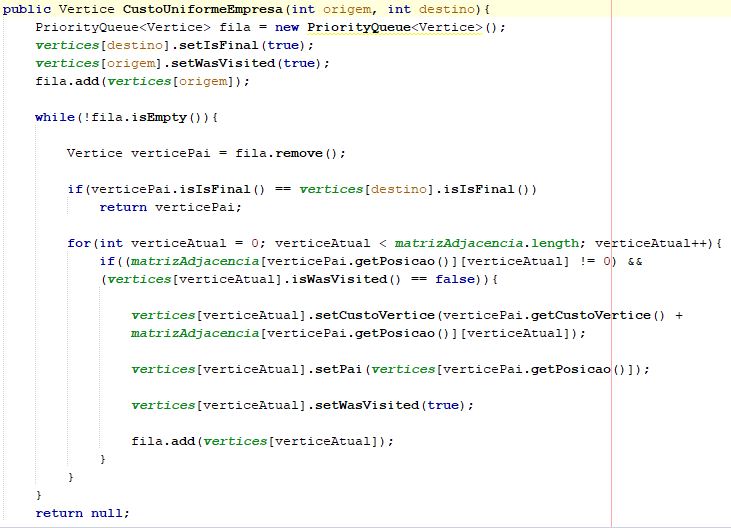 public Vertice CustoUniformeEmpresa(int origem, int destino){
    PriorityQueue<Vertice> fila = new PriorityQueue<Vertice>();
    vertices[destino].setIsFinal(true);
    vertices[origem].setWasVisited(true);
    fila.add(vertices[origem]);
    while(!fila.isEmpty()){
        Vertice verticePai = fila.remove();
        if(verticePai.isIsFinal() == vertices[destino].isIsFinal())
            return verticePai;
        for(int verticeAtual = 0; verticeAtual < matrizAdjacencia.length; verticeAtual++){
            if((matrizAdjacencia[verticePai.getPosicao()][verticeAtual] != 0) &&
            (vertices[verticeAtual].isWasVisited() == false)){
                vertices[verticeAtual].setCustoVertice(verticePai.getCustoVertice() +
                matrizAdjacencia[verticePai.getPosicao()][verticeAtual]);
                vertices[verticeAtual].setPai(vertices[verticePai.getPosicao()]);
                vertices[verticeAtual].setWasVisited(true);
                fila.add(vertices[verticeAtual]);
            }
        }
    }
    return null;